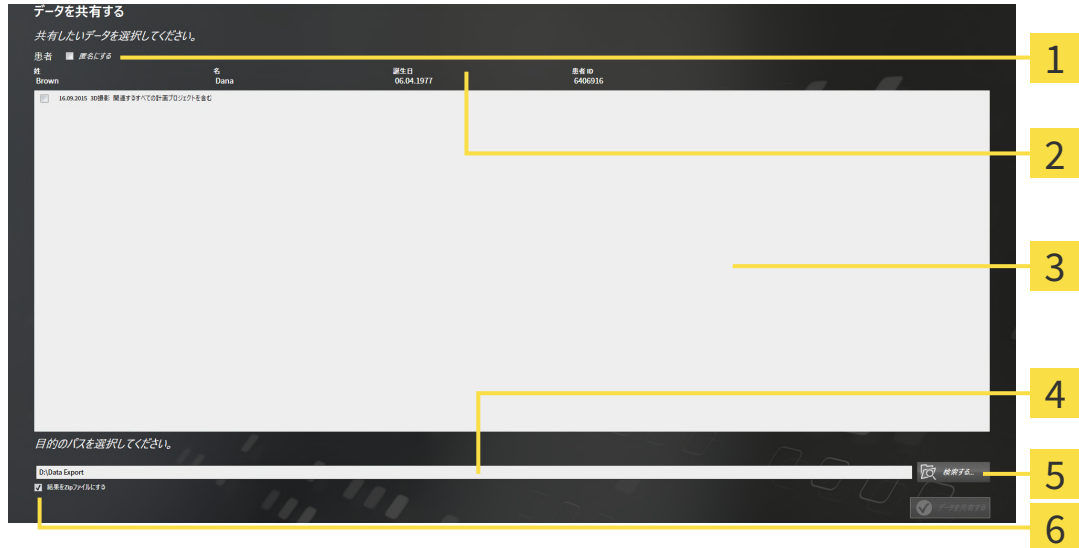 データを共有する
共有したいデータを選択してください。
患者 匿名にする
姓 名 誕生日 患者 ID
Brown Dana 06.04.1977 6406916
16.09.2015 3D撮影 関連するすべての計画プロジェクトを含む
目的のパスを選択してください。
D:\Data Export
検索する...
結果をZipファイルにする
データを共有する
1
2
3
4
5
6